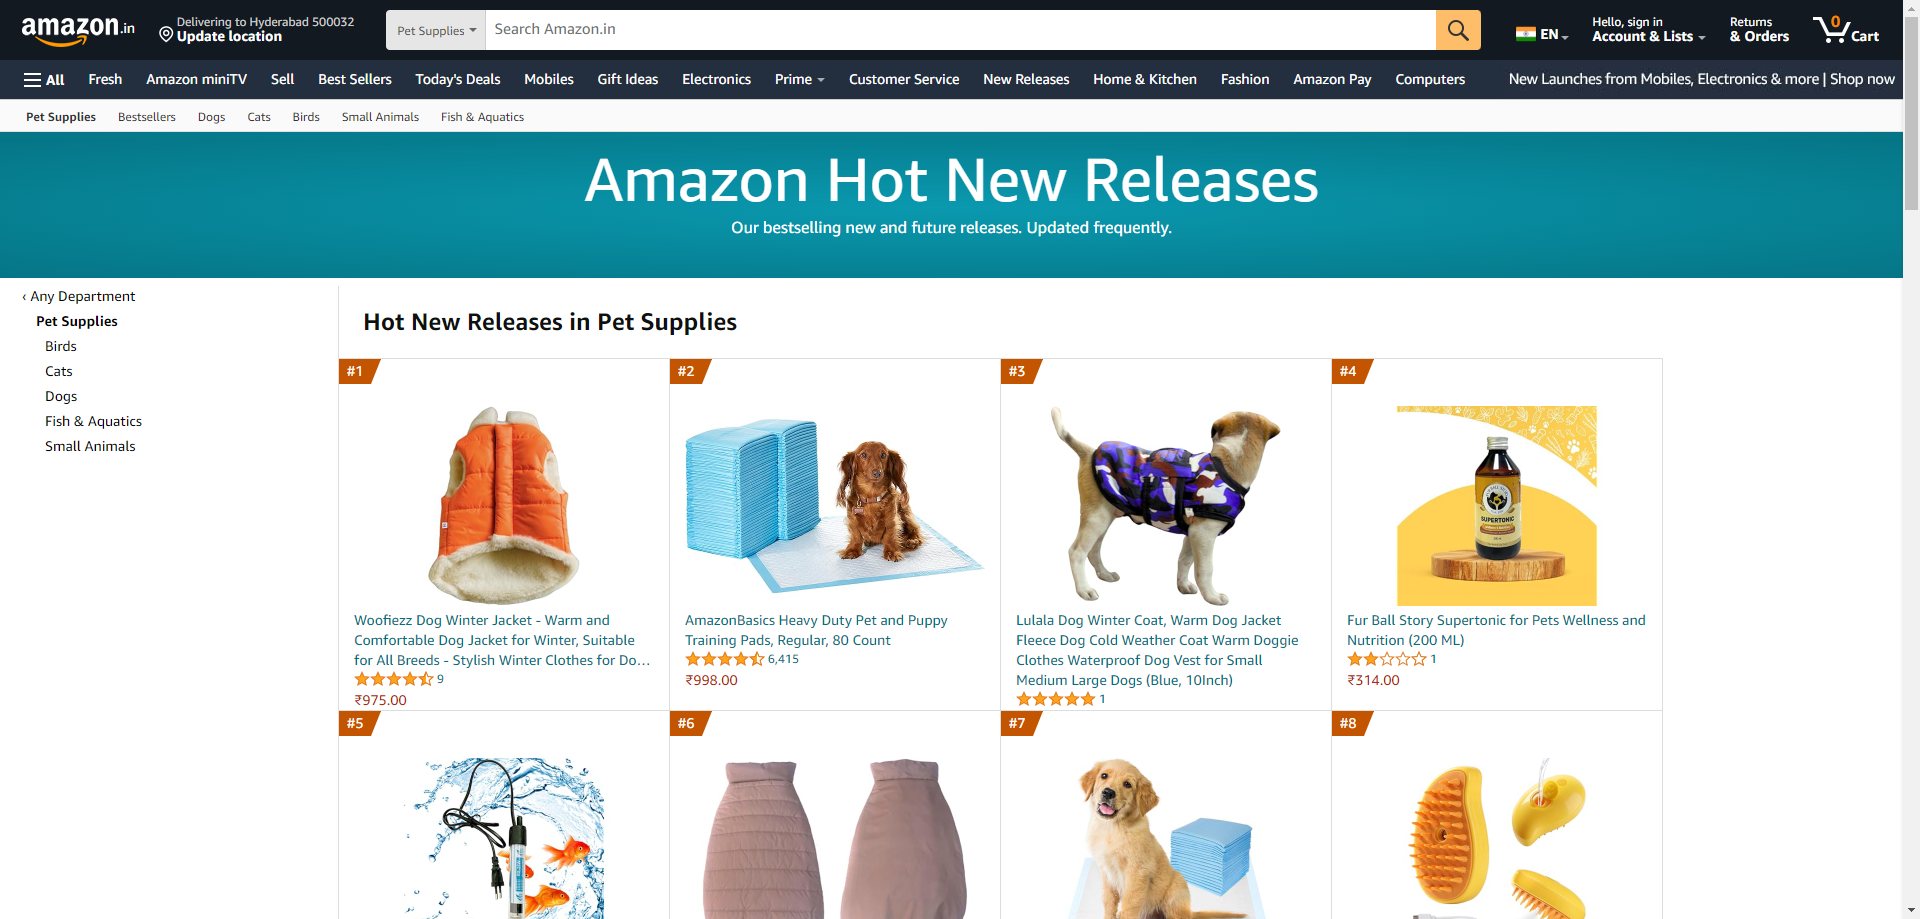 amazon.in
Delivering to Hyderabad 500032
Update location
Pet Supplies
Search Amazon.in
EN
Hello, sign in
Account & Lists
Returns
& Orders
0
Cart
All
Fresh
Amazon miniTV
Sell
Best Sellers
Today's Deals
Mobiles
Gift Ideas
Electronics
Prime
Customer Service
New Releases
Home & Kitchen
Fashion
Amazon Pay
Computers
New Launches from Mobiles, Electronics & more | Shop now
Pet Supplies
Bestsellers
Dogs
Cats
Birds
Small Animals
Fish & Aquatics
Amazon Hot New Releases
Our bestselling new and future releases. Updated frequently.
‹ Any Department
Pet Supplies
Birds
Cats
Dogs
Fish & Aquatics
Small Animals
Hot New Releases in Pet Supplies
#1
Woofiezz Dog Winter Jacket - Warm and
Comfortable Dog Jacket for Winter, Suitable
for All Breeds - Stylish Winter Clothes for Do…
9
₹975.00
#2
AmazonBasics Heavy Duty Pet and Puppy
Training Pads, Regular, 80 Count
6,415
₹998.00
#3
Lulala Dog Winter Coat, Warm Dog Jacket
Fleece Dog Cold Weather Coat Warm Doggie
Clothes Waterproof Dog Vest for Small
Medium Large Dogs (Blue, 10Inch)
1
#4
SUPERTONIC
Fur Ball Story Supertonic for Pets Wellness and
Nutrition (200 ML)
1
₹314.00
#5
#6
#7
#8